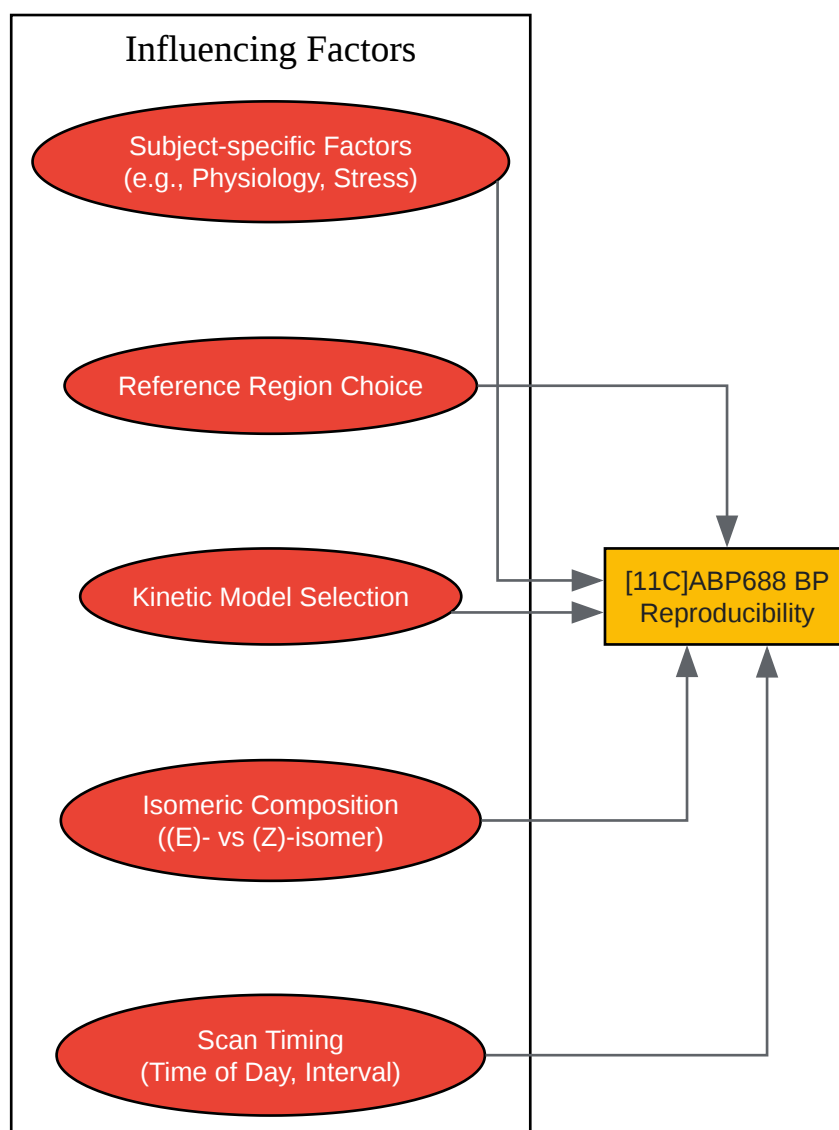 Influencing Factors
Subject-specific Factors
(e.g., Physiology, Stress)
Reference Region Choice
Kinetic Model Selection
[11C]ABP688 BP
Reproducibility
Isomeric Composition
((E)- vs (Z)-isomer)
Scan Timing
(Time of Day, Interval)